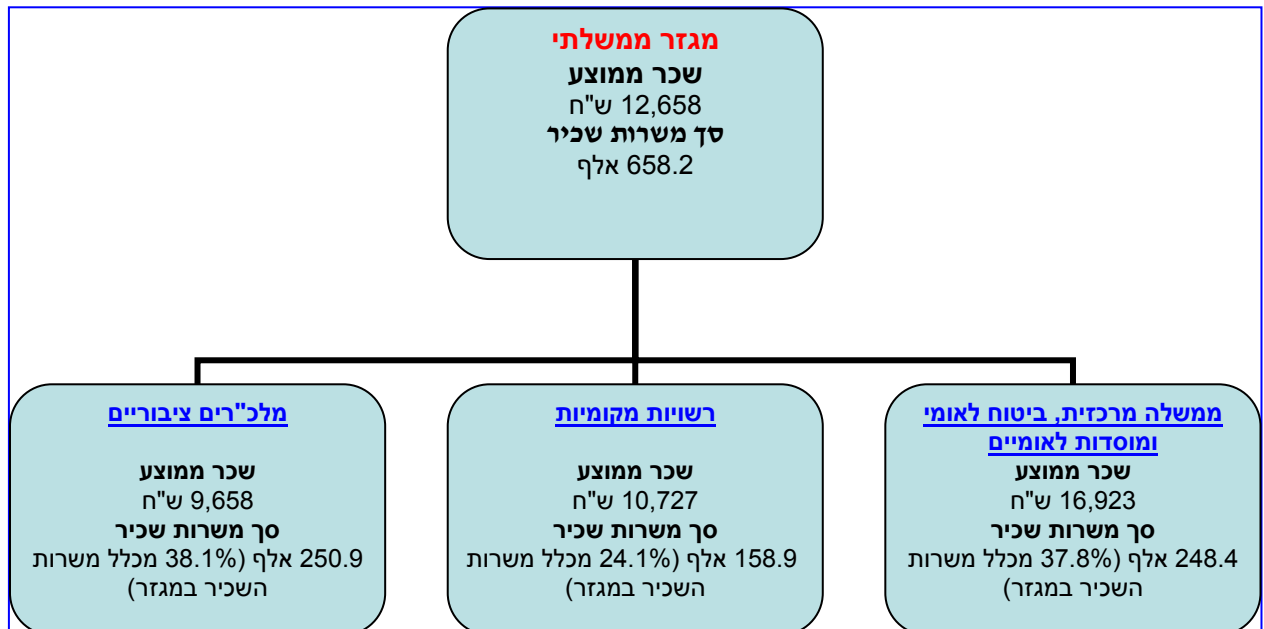 מגזר ממשלתי
שכר ממוצע
12,658 ש"ח
סך משרות שכיר
658.2 אלף
ממשלה מרכזית, ביטוח לאומי
ומוסדות לאומיים
שכר ממוצע
16,923 ש"ח
סך משרות שכיר
248.4 אלף (37.8% מכלל משרות
השכיר במגזר)
רשויות מקומיות
שכר ממוצע
10,727 ש"ח
סך משרות שכיר
158.9 אלף (24.1% מכלל משרות
השכיר במגזר)
מלכ"רים ציבוריים
שכר ממוצע
9,658 ש"ח
סך משרות שכיר
250.9 אלף (38.1% מכלל משרות
השכיר במגזר)